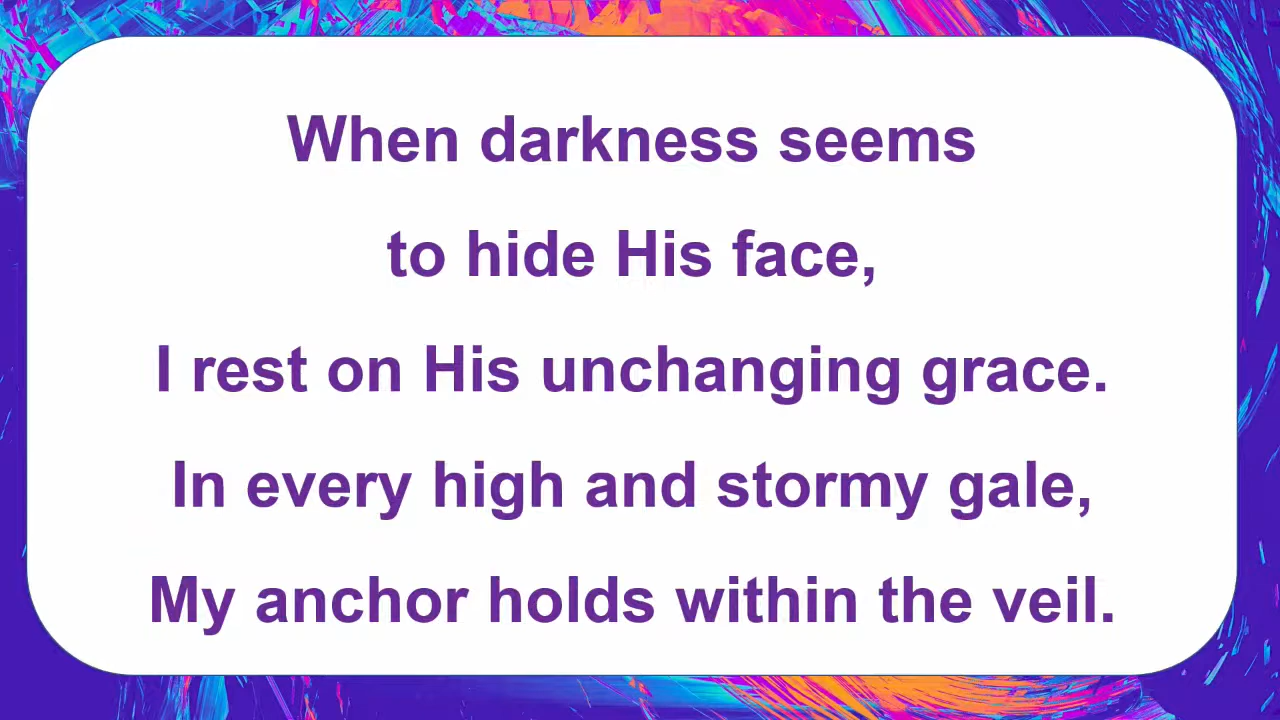 When darkness seems
to hide His face,
I rest on His unchanging grace.
In every high and stormy gale,
My anchor holds within the veil.